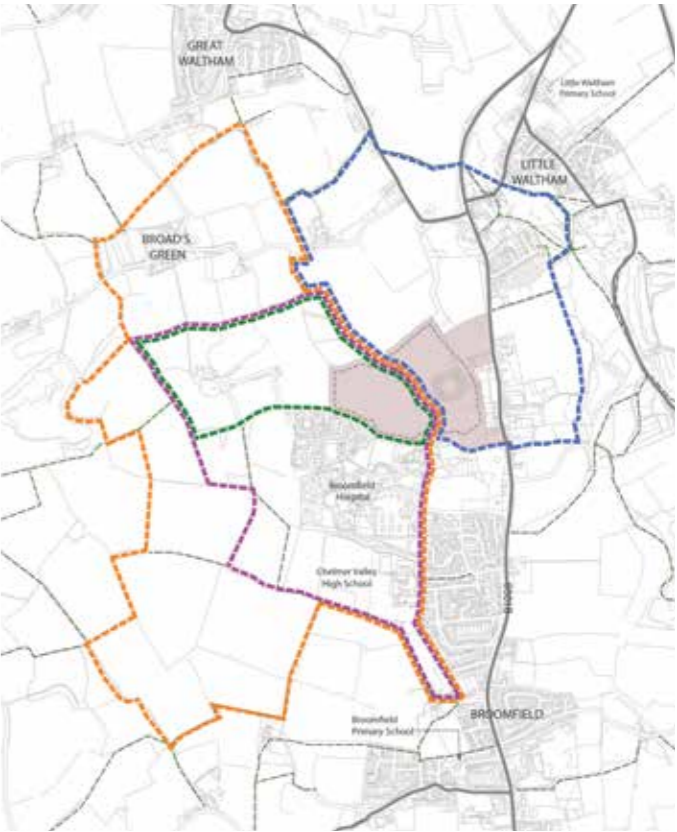 GREAT
WALTHAM
Little Waltham
Primary School
LITTLE
WALTHAM
BROAD'S
GREEN
Broomfield
Hospital
Chelmer Valley
High School
B1008
BROOMFIELD
Broomfield
Primary School